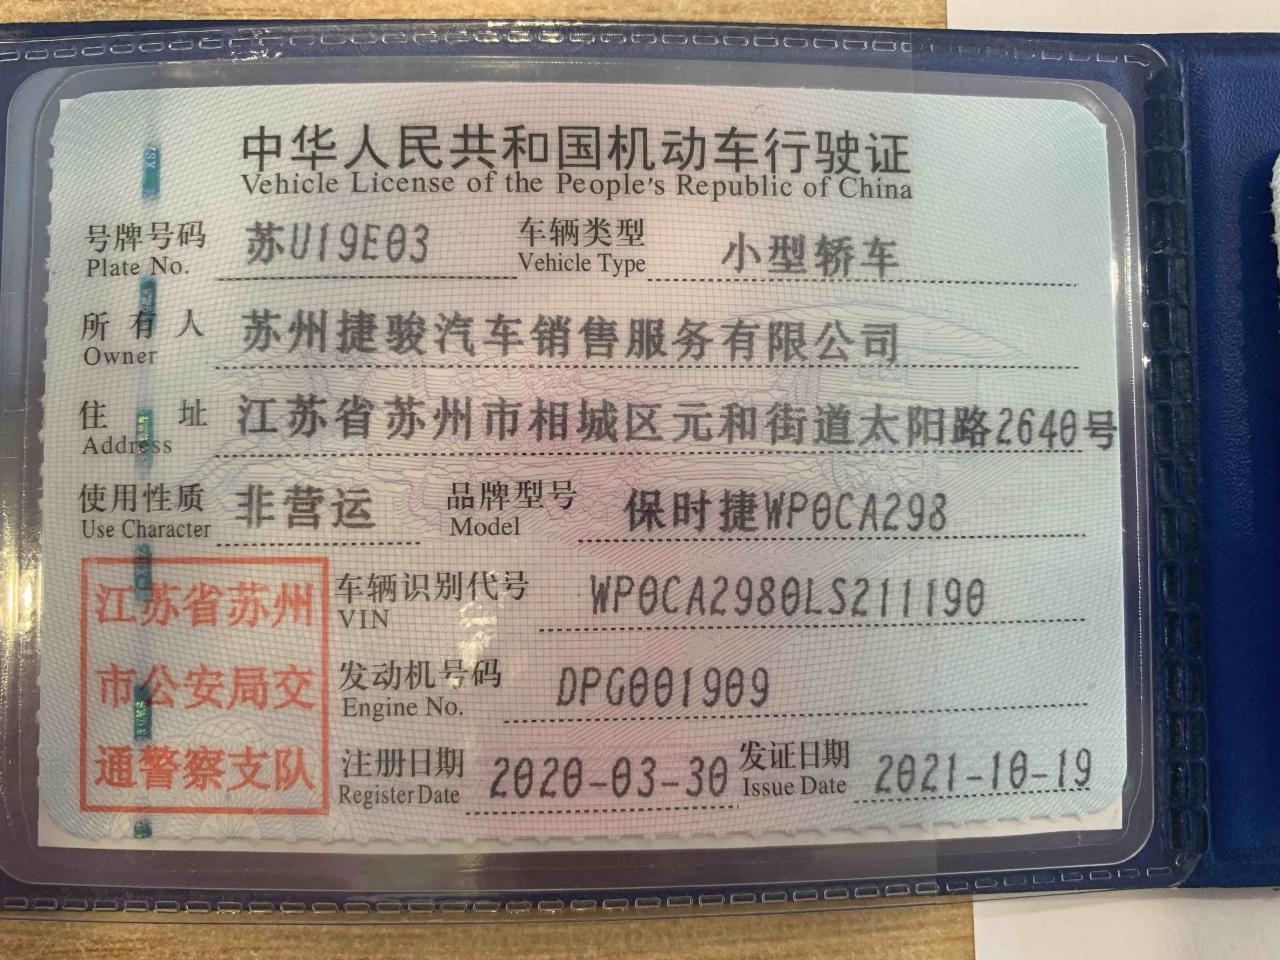 中华人民共和国机动车行驶证
Vehicle License of the People's Republic of China
号牌号码 苏U19E03 车辆类型 小型轿车
Plate No. Vehicle Type
所有人 苏州捷骏汽车销售服务有限公司
Owner
住址 江苏省苏州市相城区元和街道太阳路2640号
Address
使用性质 非营运 品牌型号 保时捷WP0CA298
Use Character Model
江苏省苏州
市公安局交
通警察支队
车辆识别代号 WP0CA2980LS211190
VIN
发动机号码 DPG001909
Engine No.
注册日期 2020-03-30 发证日期 2021-10-19
Register Date Issue Date